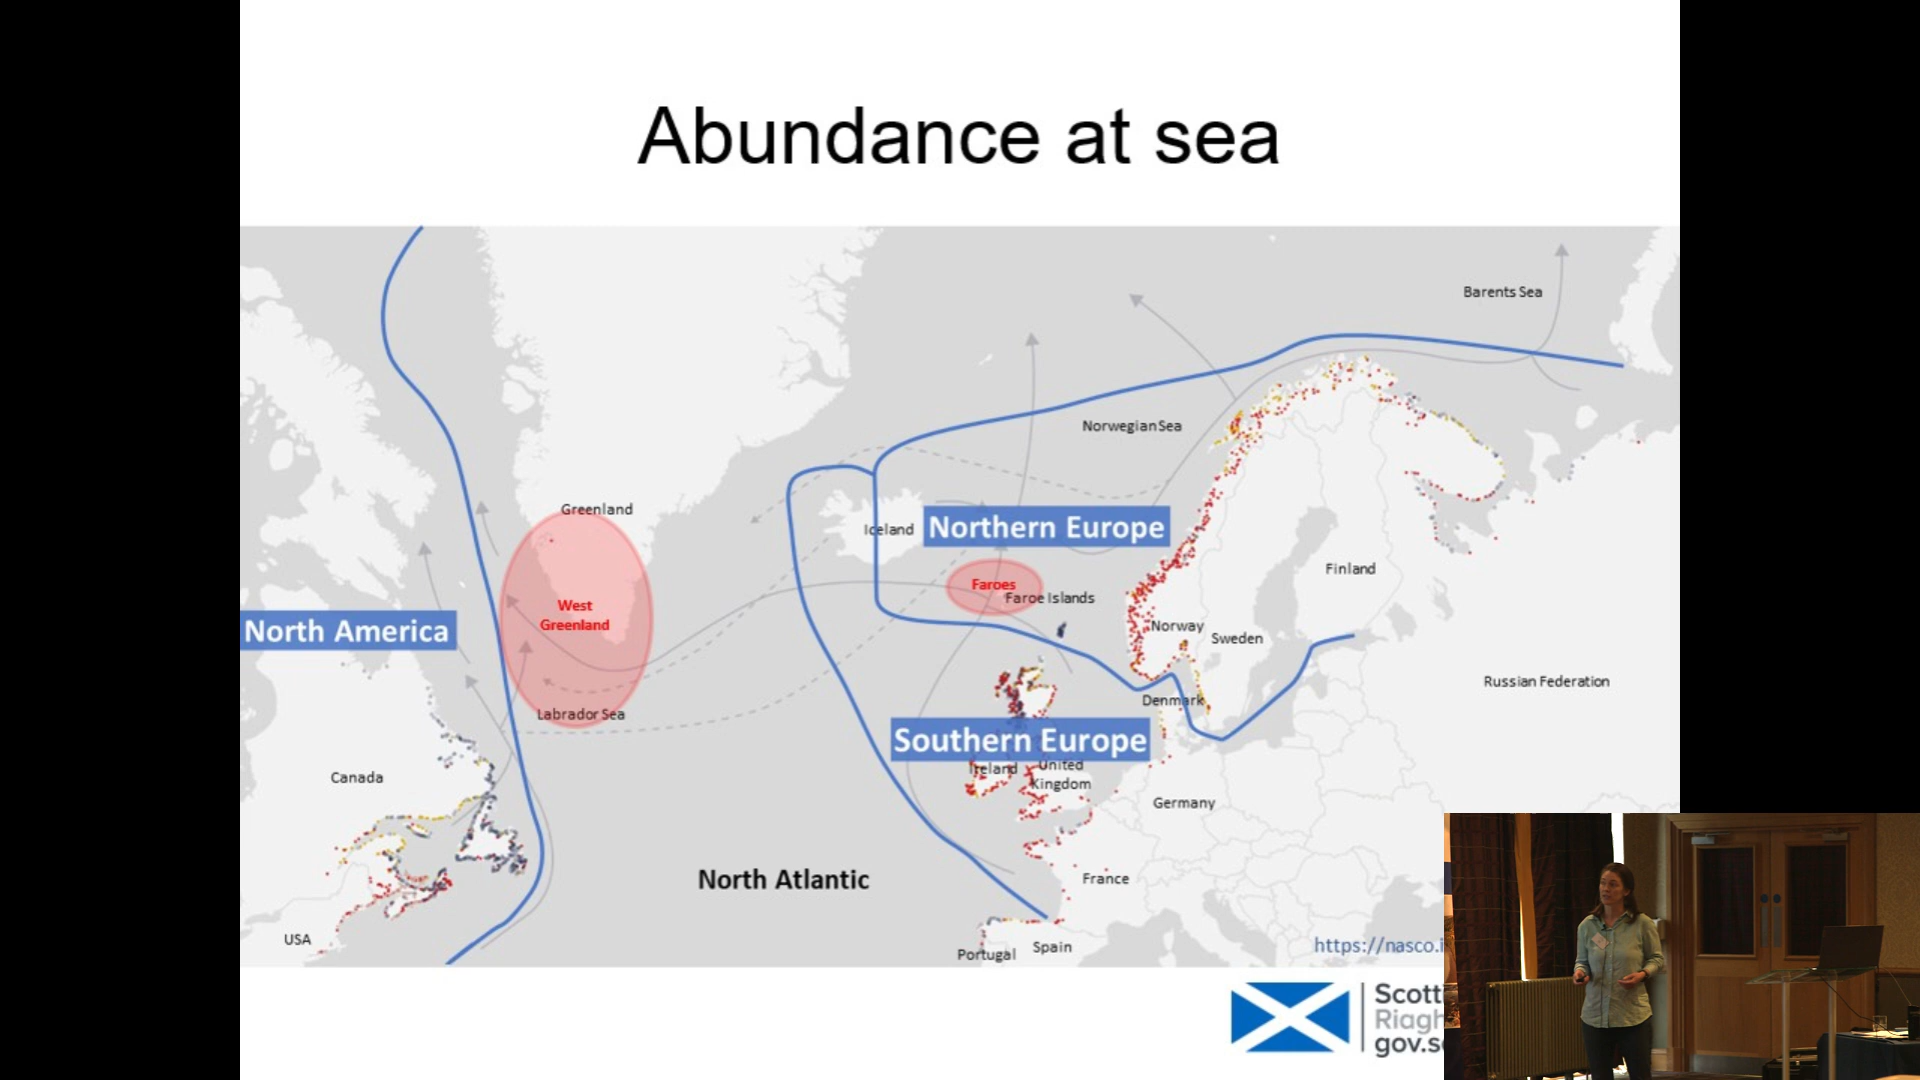 Abundance at sea
Barents Sea
Norwegian Sea
Greenland
Iceland
Northern Europe
Finland
Faroes
Faroe Islands
West
Greenland
North America
Norway
Sweden
Russian Federation
Denmark
Labrador Sea
Southern Europe
Ireland
United
Kingdom
Canada
Germany
North Atlantic
France
USA
Portugal
Spain
https://nasco.i
Scott
Riagh
gov.s